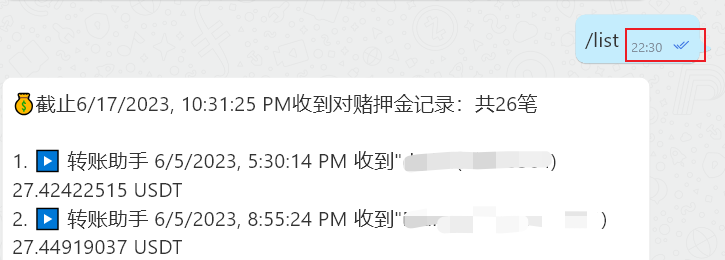 /list 22:30
💰截止6/17/2023, 10:31:25 PM收到对赌押金记录：共26笔
1. ▶️ 转账助手 6/5/2023, 5:30:14 PM 收到"
27.42422515 USDT
2. ▶️ 转账助手 6/5/2023, 8:55:24 PM 收到"
27.44919037 USDT